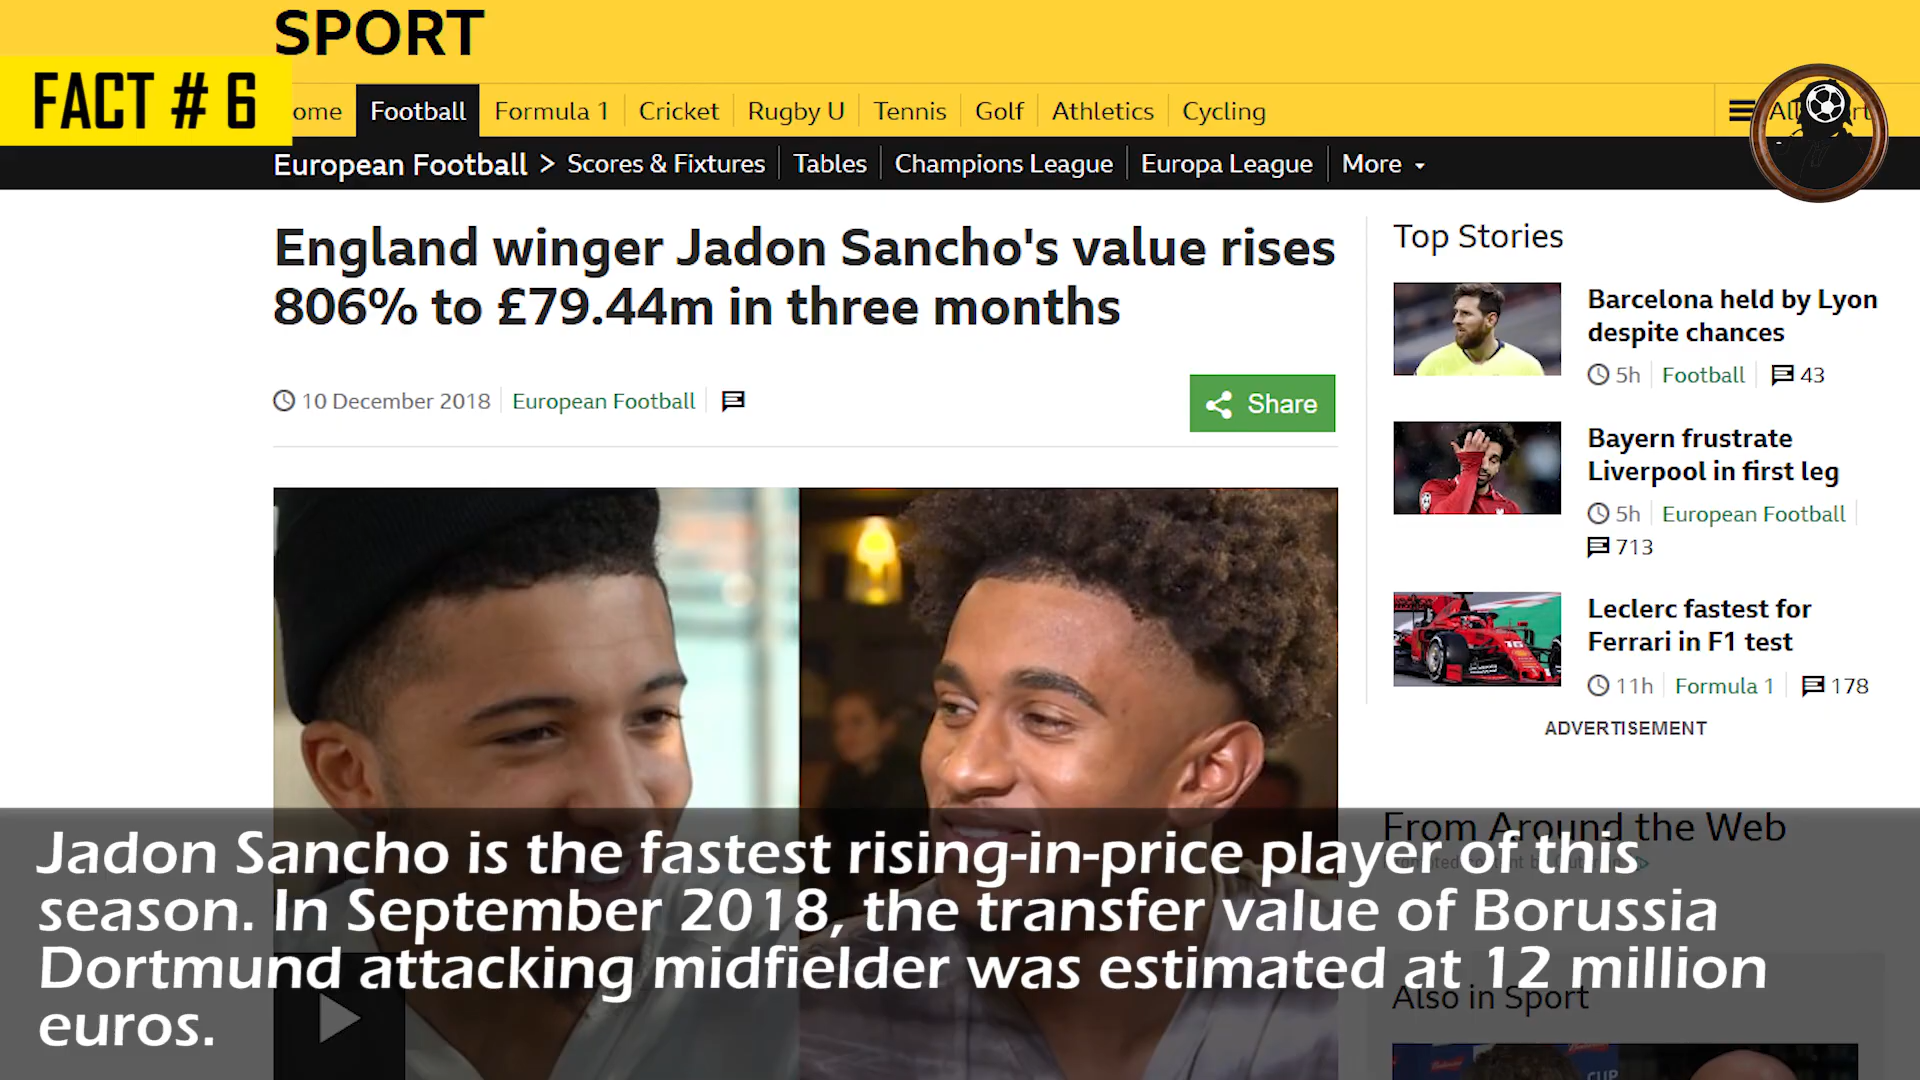 SPORT
FACT # 6
ome
Football
Formula 1
Cricket
Rugby U
Tennis
Golf
Athletics
Cycling
European Football > Scores & Fixtures
Tables
Champions League
Europa League
More
England winger Jadon Sancho's value rises
806% to £79.44m in three months
10 December 2018
European Football
Share
Top Stories
Barcelona held by Lyon
despite chances
5h
Football
43
Bayern frustrate
Liverpool in first leg
5h
European Football
713
Leclerc fastest for
Ferrari in F1 test
11h
Formula 1
178
ADVERTISEMENT
From Around the Web
Jadon Sancho is the fastest rising-in-price player of this
season. In September 2018, the transfer value of Borussia
Dortmund attacking midfielder was estimated at 12 million
euros.
Also in Sport
CUP